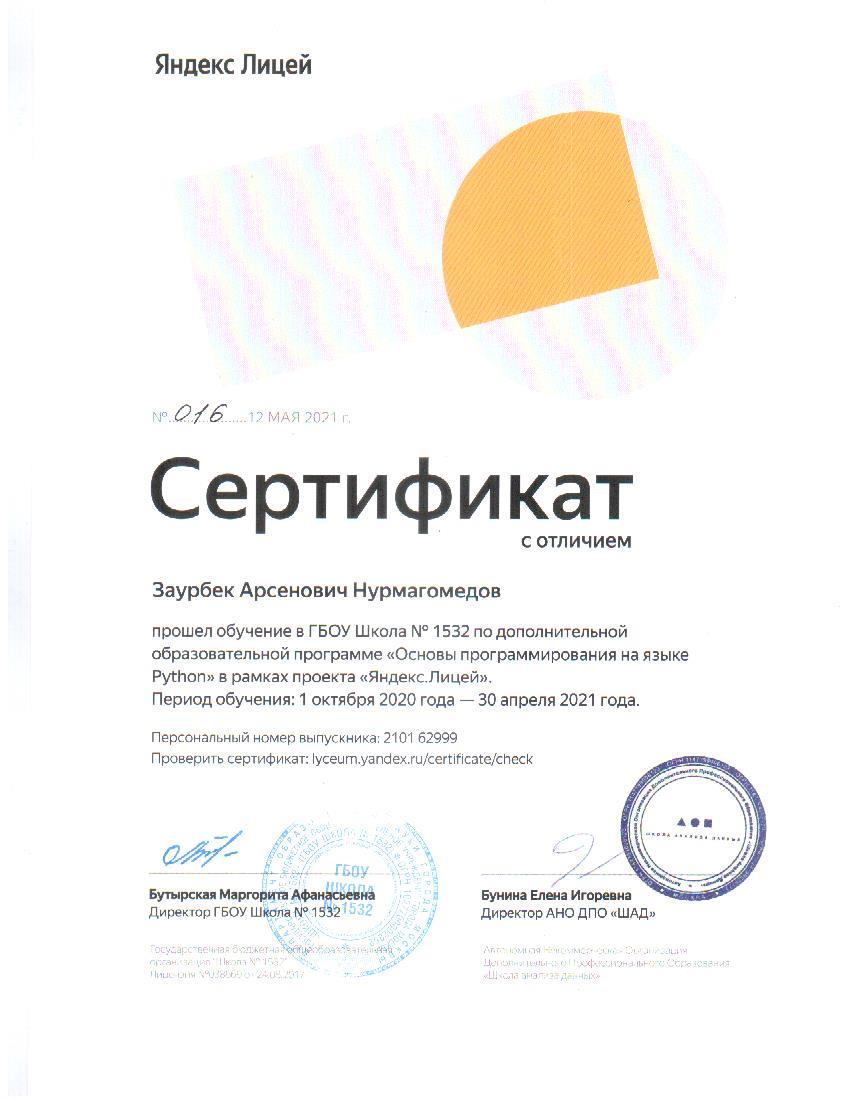 Яндекс Лицей
№ 016 12 МАЯ 2021 г.
Сертификат
с отличием
Заурбек Арсенович Нурмагомедов
прошел обучение в ГБОУ Школа № 1532 по дополнительной
образовательной программе «Основы программирования на языке
Python» в рамках проекта «Яндекс.Лицей».
Период обучения: 1 октября 2020 года — 30 апреля 2021 года.
Персональный номер выпускника: 2101 62999
Проверить сертификат: lyceum.yandex.ru/certificate/check
ШКОЛА АНАЛИЗА ДАННЫХ
ГБОУ
ШКОЛА
№ 1532
Бутырская Маргорита Афанасьевна
Директор ГБОУ Школа № 1532
Бунина Елена Игоревна
Директор АНО ДПО «ШАД»
Государственная бюджетная общеобразовательная
организация "Школа № 1532"
Лицензия от 24.08.2017
Автономная Некоммерческая Организация
Дополнительного Профессионального Образования
«Школа анализа данных»